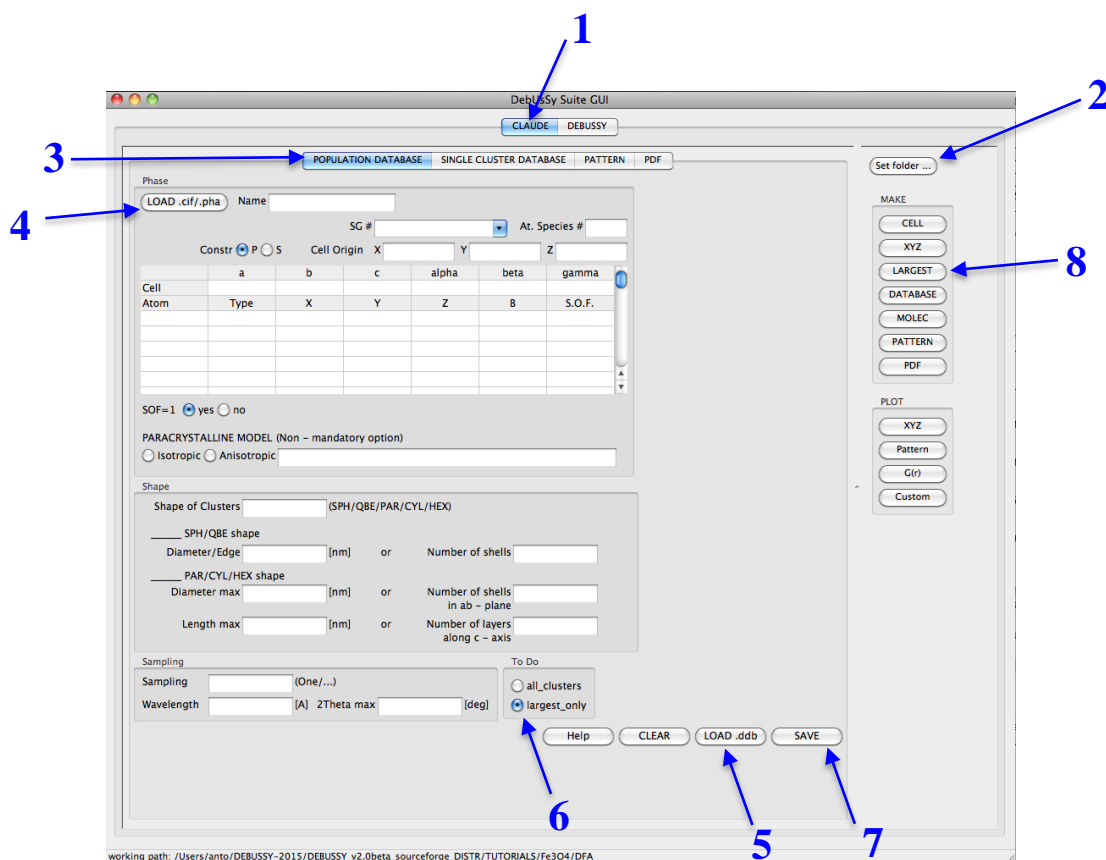 1
DebUsSy Suite GUI
2
CLAUDE DEBUSSY
3
POPULATION DATABASE SINGLE CLUSTER DATABASE PATTERN PDF
Set folder ...
Phase
4
LOAD .cif/.pha Name
SG # At. Species #
Constr P S Cell Origin X Y Z
a b c alpha beta gamma
Cell
Atom Type X Y Z B S.O.F.
SOF=1 yes no
PARACRYSTALLINE MODEL (Non - mandatory option)
Isotropic Anisotropic
MAKE
CELL
XYZ
LARGEST
8
DATABASE
MOLEC
PATTERN
PDF
PLOT
XYZ
Pattern
G(r)
Custom
Shape
Shape of Clusters (SPH/QBE/PAR/CYL/HEX)
_____ SPH/QBE shape
Diameter/Edge [nm] or Number of shells
_____ PAR/CYL/HEX shape
Diameter max [nm] or Number of shells
in ab - plane
Length max [nm] or Number of layers
along c - axis
Sampling
Sampling (One/...)
Wavelength [A] 2Theta max [deg]
To Do
all_clusters
largest_only
Help CLEAR LOAD .ddb SAVE
6
5
7
working path: /Users/anto/DEBUSSY-2015/DEBUSSY_v2.0beta_sourceforge_DISTR/TUTORIALS/Fe3O4/DFA